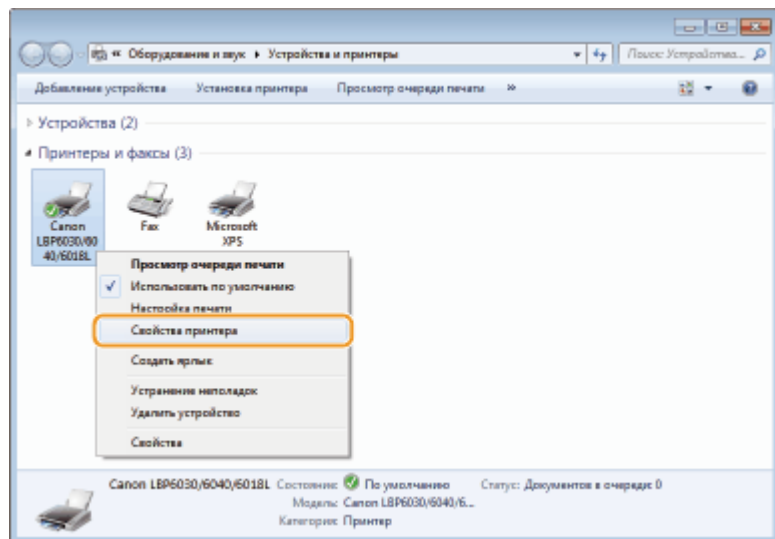 « Оборудование и звук ▸ Устройства и принтеры
Поиск: Устройства...
Добавление устройства Установка принтера Просмотр очереди печати »
Устройства (2)
Принтеры и факсы (3)
Canon
LBP6030/60
40/6018L
Fax
Microsoft
XPS
Просмотр очереди печати
Использовать по умолчанию
Настройка печати
Свойства принтера
Создать ярлык
Устранение неполадок
Удалить устройство
Свойства
Canon LBP6030/6040/6018L Состояние: По умолчанию Статус: Документов в очереди: 0
Модель: Canon LBP6030/6040/6...
Категория: Принтер